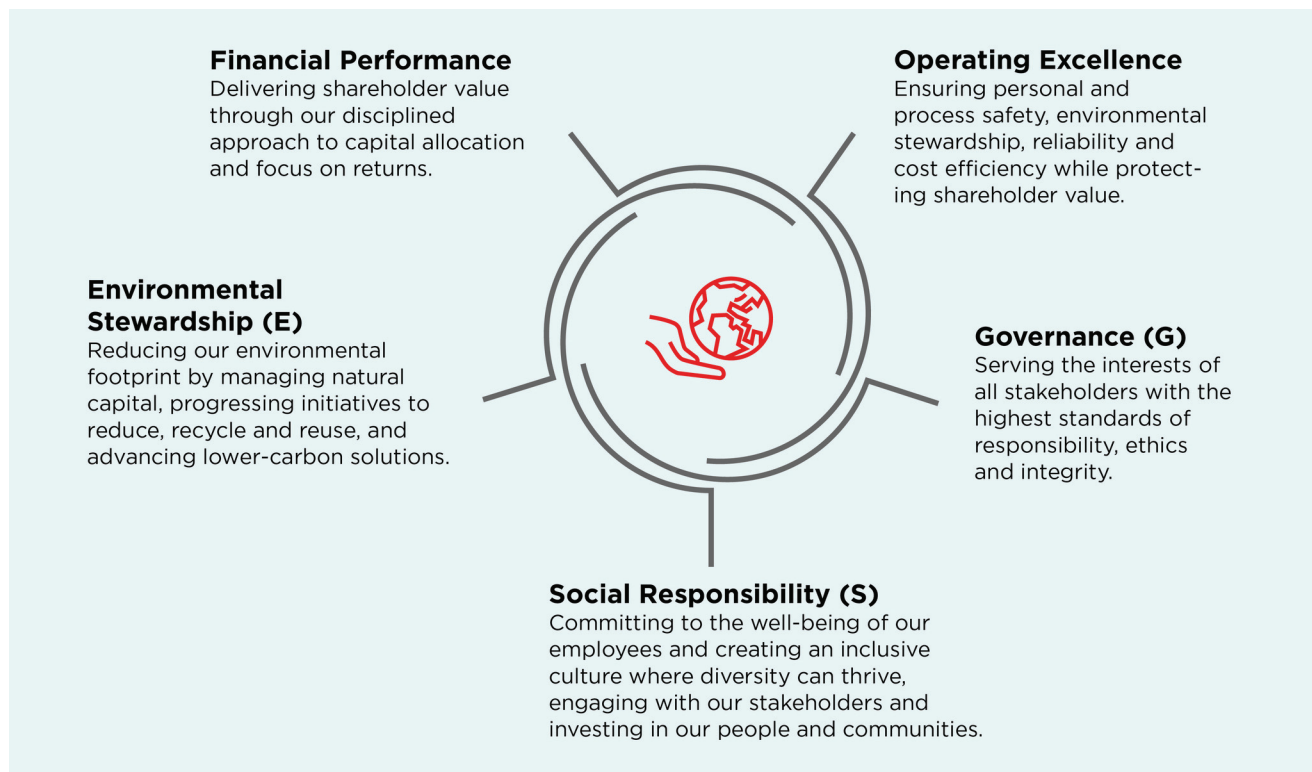 Financial Performance
Delivering shareholder value
through our disciplined
approach to capital allocation
and focus on returns.
Operating Excellence
Ensuring personal and
process safety, environmental
stewardship, reliability and
cost efficiency while protect-
ing shareholder value.
Environmental
Stewardship (E)
Reducing our environmental
footprint by managing natural
capital, progressing initiatives to
reduce, recycle and reuse, and
advancing lower-carbon solutions.
Governance (G)
Serving the interests of
all stakeholders with the
highest standards of
responsibility, ethics
and integrity.
Social Responsibility (S)
Committing to the well-being of our
employees and creating an inclusive
culture where diversity can thrive,
engaging with our stakeholders and
investing in our people and communities.